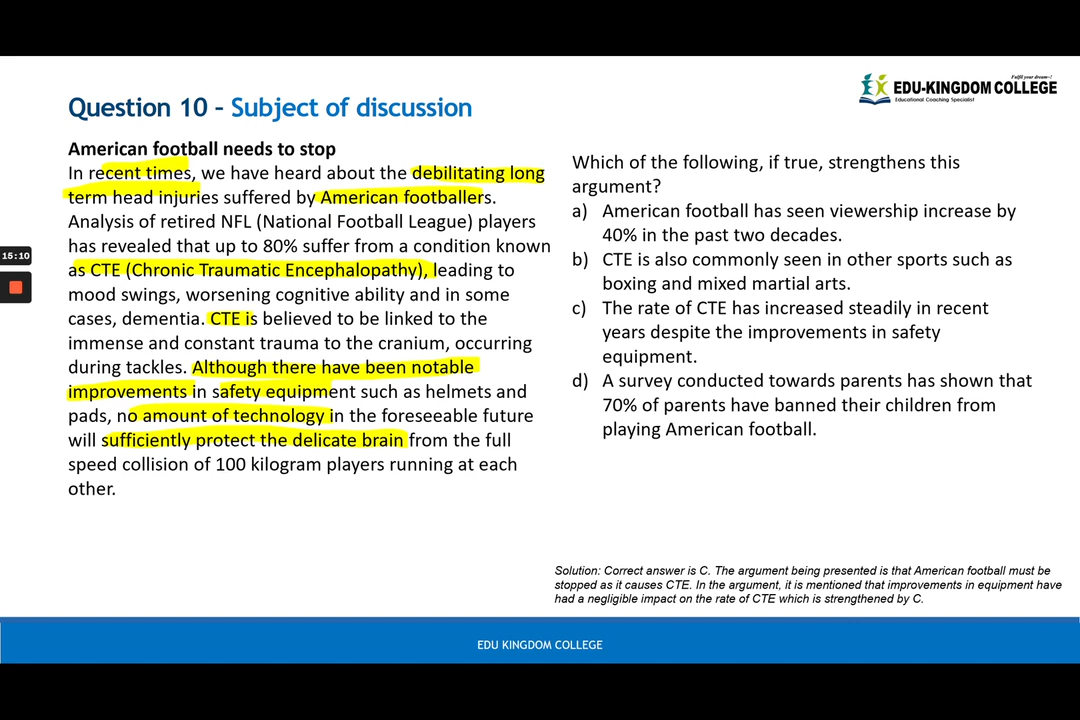 Fulfil your dream~!
EDU-KINGDOM COLLEGE
Educational Coaching Specialist
Question 10 – Subject of discussion
American football needs to stop
In recent times, we have heard about the debilitating long
term head injuries suffered by American footballers.
Analysis of retired NFL (National Football League) players
has revealed that up to 80% suffer from a condition known
as CTE (Chronic Traumatic Encephalopathy), leading to
mood swings, worsening cognitive ability and in some
cases, dementia. CTE is believed to be linked to the
immense and constant trauma to the cranium, occurring
during tackles. Although there have been notable
improvements in safety equipment such as helmets and
pads, no amount of technology in the foreseeable future
will sufficiently protect the delicate brain from the full
speed collision of 100 kilogram players running at each
other.
15:10
Which of the following, if true, strengthens this
argument?
a) American football has seen viewership increase by
40% in the past two decades.
b) CTE is also commonly seen in other sports such as
boxing and mixed martial arts.
c) The rate of CTE has increased steadily in recent
years despite the improvements in safety
equipment.
d) A survey conducted towards parents has shown that
70% of parents have banned their children from
playing American football.
Solution: Correct answer is C. The argument being presented is that American football must be
stopped as it causes CTE. In the argument, it is mentioned that improvements in equipment have
had a negligible impact on the rate of CTE which is strengthened by C.
EDU KINGDOM COLLEGE